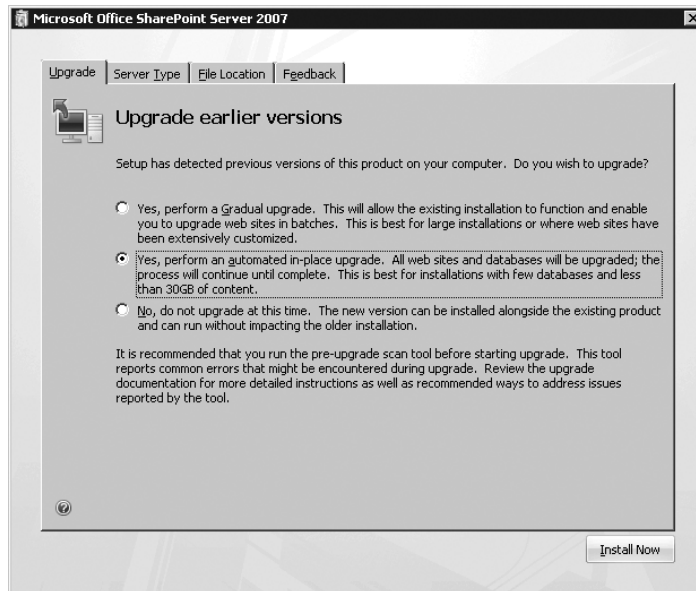 Microsoft Office SharePoint Server 2007
Upgrade
Server Type
File Location
Feedback
Upgrade earlier versions
Setup has detected previous versions of this product on your computer. Do you wish to upgrade?
Yes, perform a Gradual upgrade. This will allow the existing installation to function and enable
you to upgrade web sites in batches. This is best for large installations or where web sites have
been extensively customized.
Yes, perform an automated in-place upgrade. All web sites and databases will be upgraded; the
process will continue until complete. This is best for installations with few databases and less
than 30GB of content.
No, do not upgrade at this time. The new version can be installed alongside the existing product
and can run without impacting the older installation.
It is recommended that you run the pre-upgrade scan tool before starting upgrade. This tool
reports common errors that might be encountered during upgrade. Review the upgrade
documentation for more detailed instructions as well as recommended ways to address issues
reported by the tool.
Install Now